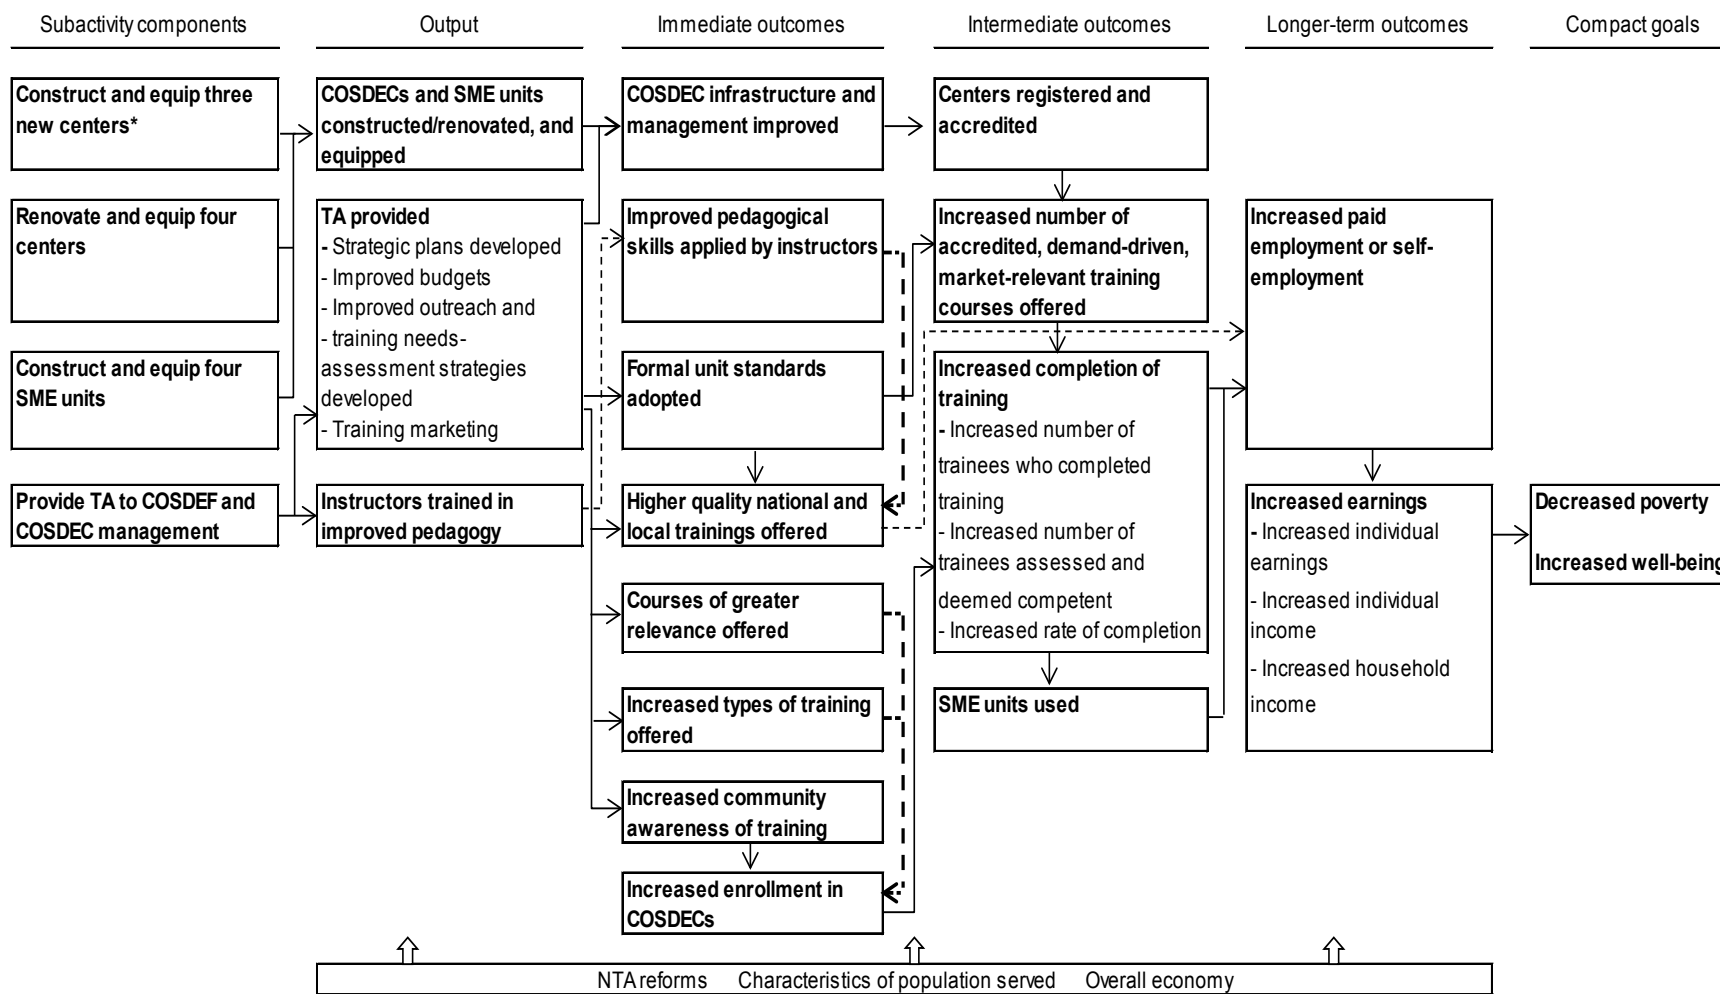 Subactivity components
Output
Immediate outcomes
Intermediate outcomes
Longer-term outcomes
Compact goals
Construct and equip three
new centers*
Renovate and equip four
centers
Construct and equip four
SME units
Provide TA to COSDEF and
COSDEC management
COSDECs and SME units
constructed/renovated, and
equipped
TA provided
- Strategic plans developed
- Improved budgets
- Improved outreach and
- training needs-
assessment strategies
developed
- Training marketing
Instructors trained in
improved pedagogy
COSDEC infrastructure and
management improved
Improved pedagogical
skills applied by instructors
Formal unit standards
adopted
Higher quality national and
local trainings offered
Courses of greater
relevance offered
Increased types of training
offered
Increased community
awareness of training
Increased enrollment in
COSDECs
Centers registered and
accredited
Increased number of
accredited, demand-driven,
market-relevant training
courses offered
Increased completion of
training
- Increased number of
trainees who completed
training
- Increased number of
trainees assessed and
deemed competent
- Increased rate of completion
SME units used
Increased paid
employment or self-
employment
Increased earnings
- Increased individual
earnings
- Increased individual
income
- Increased household
income
Decreased poverty
Increased well-being
NTA reforms Characteristics of population served Overall economy